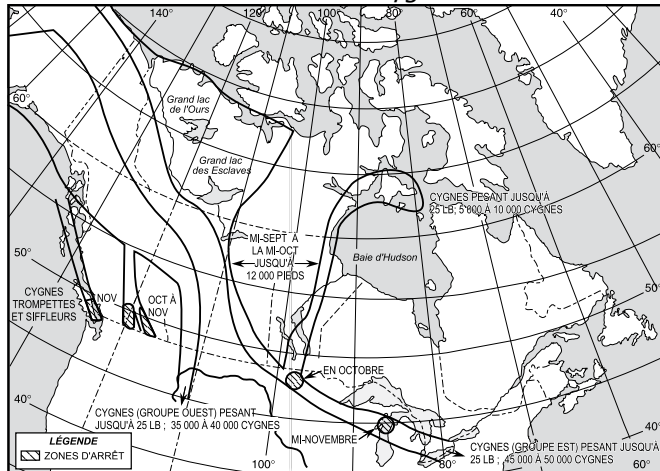 140°
120°
100°
80°
60°
40°
60°
Grand lac
de l'Ours
Grand lac
des Esclaves
60°
CYGNES PESANT JUSQU'À
25 LB; 5 000 À 10 000 CYGNES
MI-SEPT À
LA MI-OCT
JUSQU'À
12 000 PIEDS
Baie d'Hudson
50°
50°
CYGNES
TROMPETTES
ET SIFFLEURS
NOV
OCT À
NOV
EN OCTOBRE
40°
CYGNES (GROUPE OUEST) PESANT
JUSQU'À 25 LB ; 35 000 À 40 000 CYGNES
MI-NOVEMBRE
40°
CYGNES (GROUPE EST) PESANT JUSQU'À
25 LB ; 45 000 À 50 000 CYGNES
LÉGENDE
ZONES D'ARRÊT
100°
80°
60°